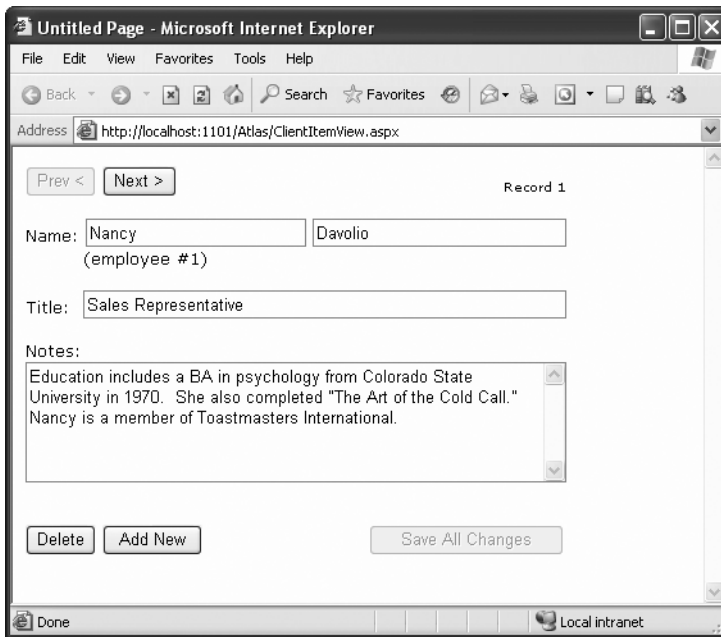 Untitled Page - Microsoft Internet Explorer
File Edit View Favorites Tools Help
Back Search Favorites
Address http://localhost:1101/Atlas/ClientItemView.aspx
Prev < Next >
Record 1
Name: Nancy Davolio
(employee #1)
Title: Sales Representative
Notes:
Education includes a BA in psychology from Colorado State
University in 1970.  She also completed "The Art of the Cold Call."
Nancy is a member of Toastmasters International.
Delete Add New Save All Changes
Done Local intranet